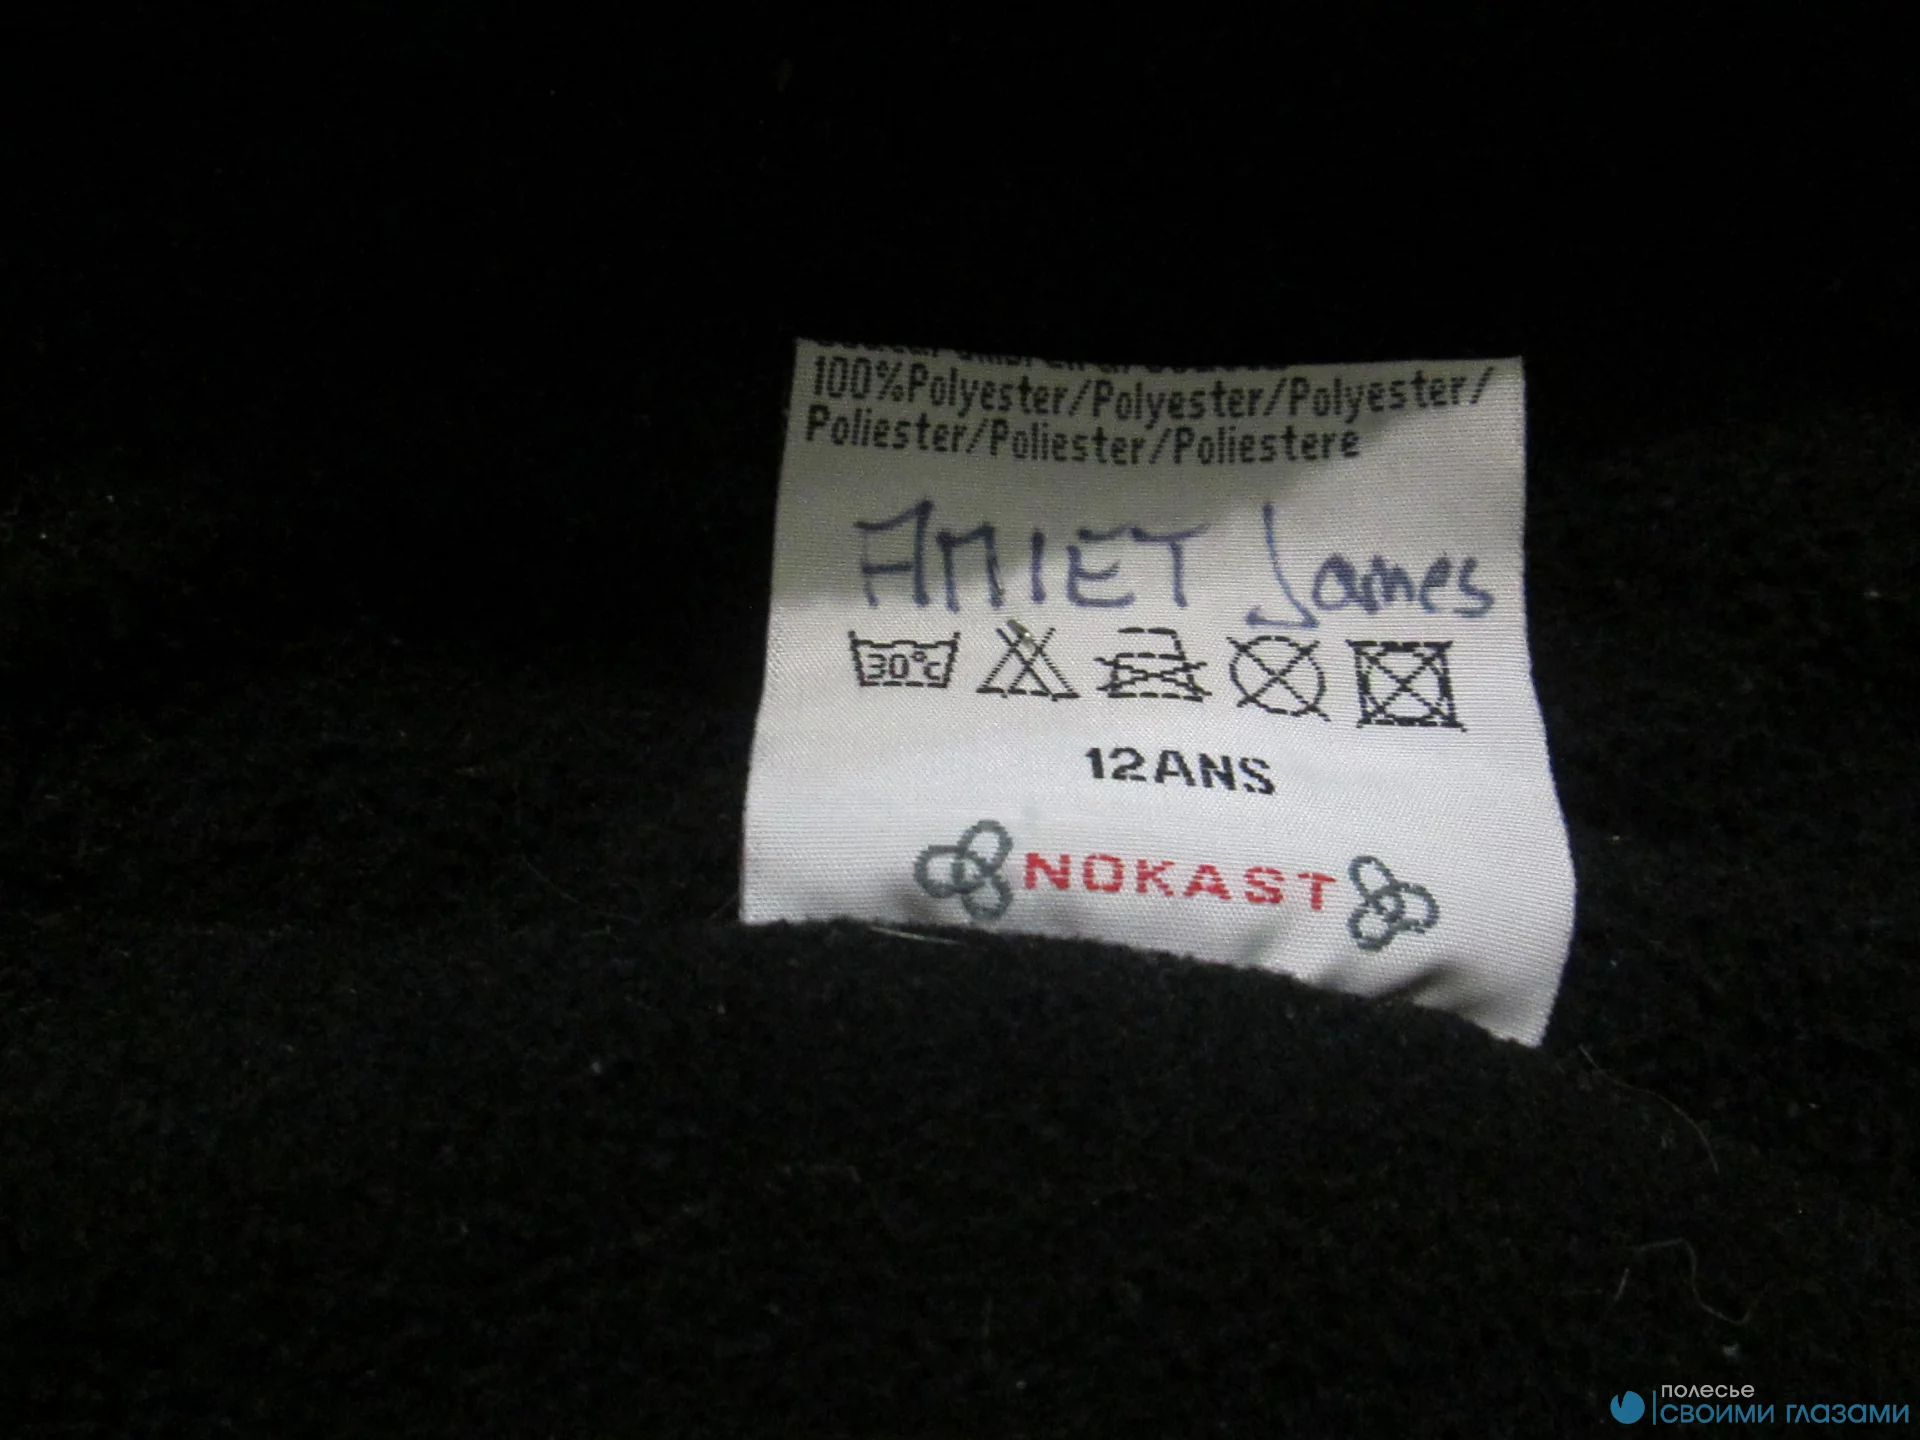 100%Polyester/Polyester/Polyester/
Poliester/Poliester/Poliestere
AMIET James
30°c
12ANS
NOKAST
полесье
своими глазами